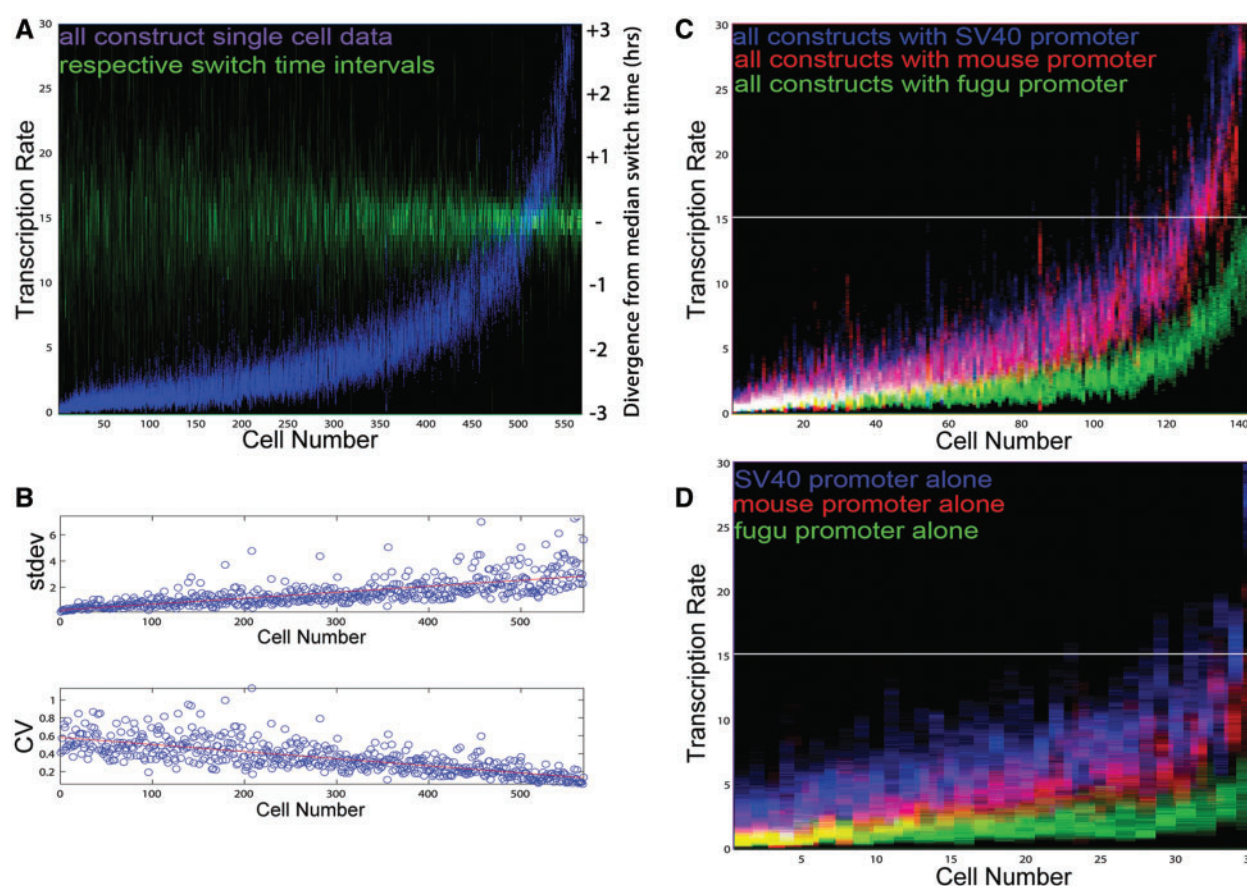 A
all construct single cell data
respective switch time intervals
30
25
20
15
10
5
0
Transcription Rate
50 100 150 200 250 300 350 400 450 500 550
Cell Number
+3
+2
+1
-
-1
-2
-3
Divergence from median switch time (hrs)
B
stdev
6
4
2
0 100 200 300 400 500
Cell Number
CV
1
0.8
0.6
0.4
0.2
0 100 200 300 400 500
Cell Number
C
all constructs with SV40 promoter
all constructs with mouse promoter
all constructs with fugu promoter
30
25
20
15
10
5
0
Transcription Rate
20 40 60 80 100 120 140
Cell Number
D
SV40 promoter alone
mouse promoter alone
fugu promoter alone
30
25
20
15
10
5
0
Transcription Rate
5 10 15 20 25 30 3
Cell Number